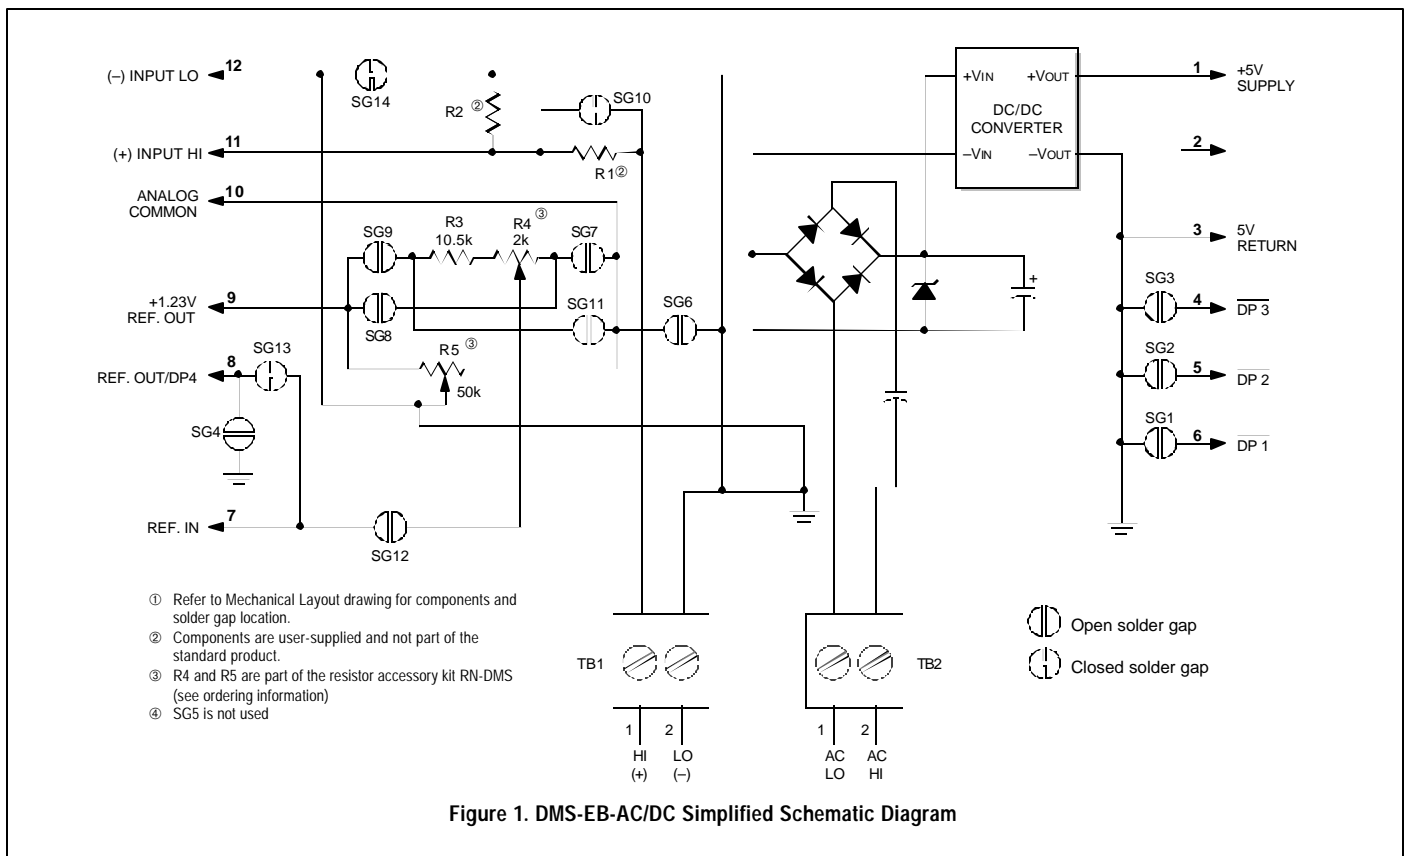 (–) INPUT LO
12
SG14
R2 ②
SG10
(+) INPUT HI
11
R1②
ANALOG
COMMON
10
SG9
R3
10.5k
R4 ③
2k
SG7
+1.23V
REF. OUT
9
SG8
SG11
SG6
R5 ③
50k
REF. OUT/DP4
8
SG13
SG4
REF. IN
7
SG12
+VIN
+VOUT
DC/DC
CONVERTER
–VIN
–VOUT
1
+5V
SUPPLY
2
3
5V
RETURN
+
SG3
4
DP 3
SG2
5
DP 2
SG1
6
DP 1
① Refer to Mechanical Layout drawing for components and
solder gap location.
② Components are user-supplied and not part of the
standard product.
③ R4 and R5 are part of the resistor accessory kit RN-DMS
(see ordering information)
④ SG5 is not used
TB1
1
2
HI
(+)
LO
(–)
TB2
1
2
AC
LO
AC
HI
Open solder gap
Closed solder gap
Figure 1. DMS-EB-AC/DC Simplified Schematic Diagram